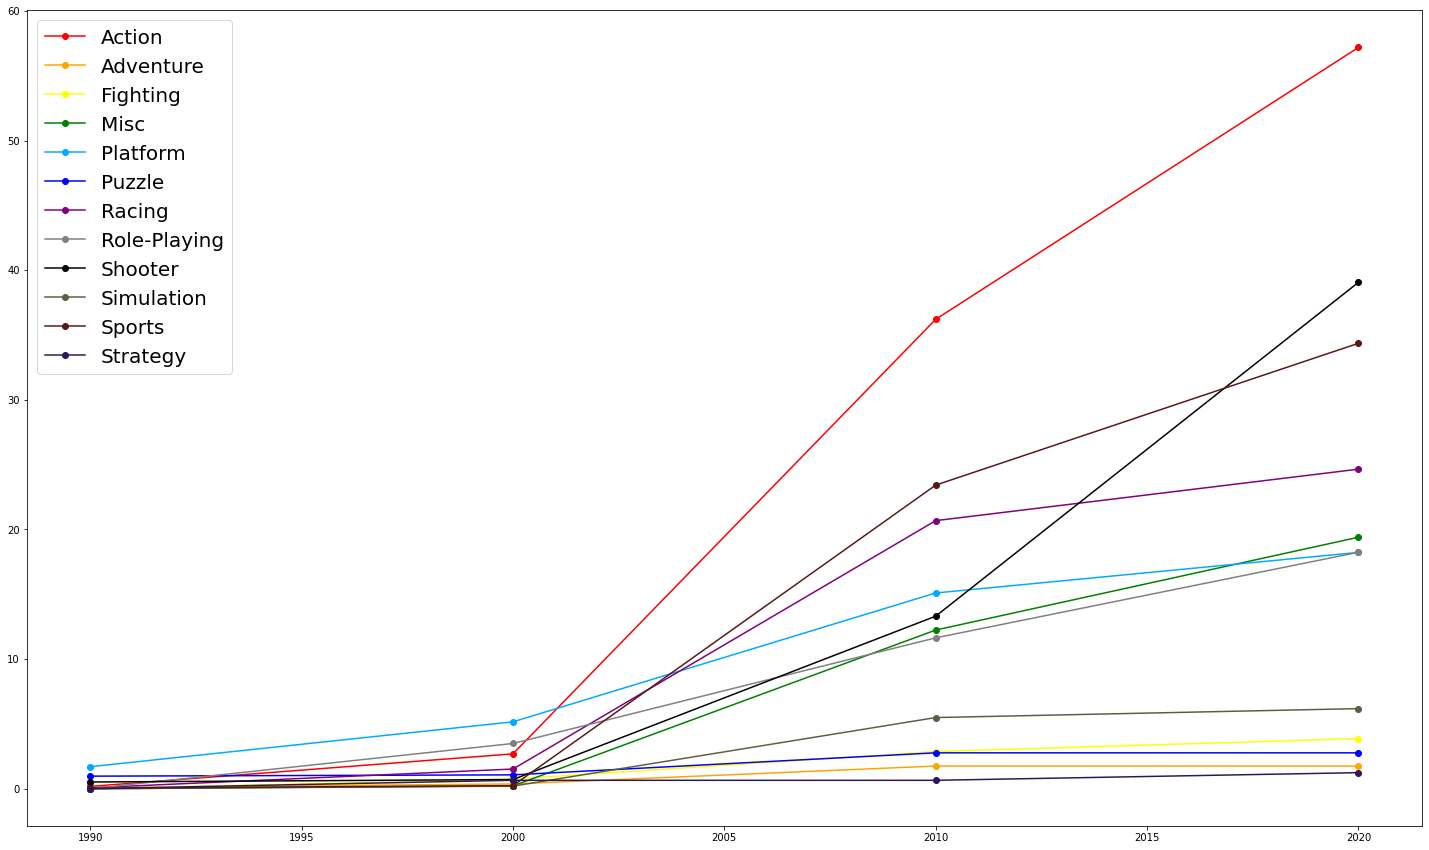 60
50
40
30
20
10
0
Action
Adventure
Fighting
Misc
Platform
Puzzle
Racing
Role-Playing
Shooter
Simulation
Sports
Strategy
1990 1995 2000 2005 2010 2015 2020